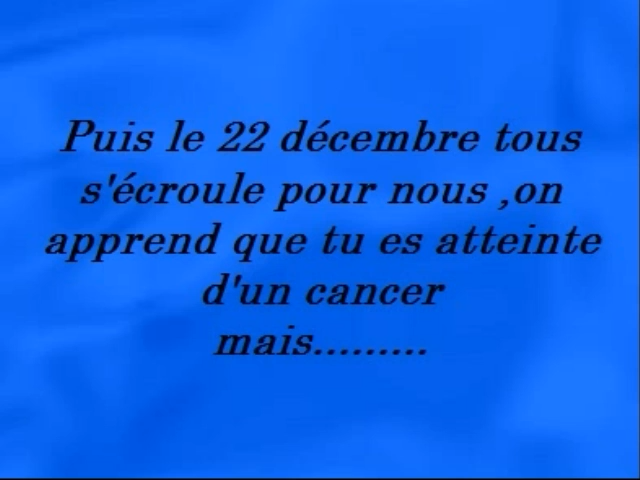 Puis le 22 décembre tous
s'écroule pour nous ,on
apprend que tu es atteinte
d'un cancer
mais.........